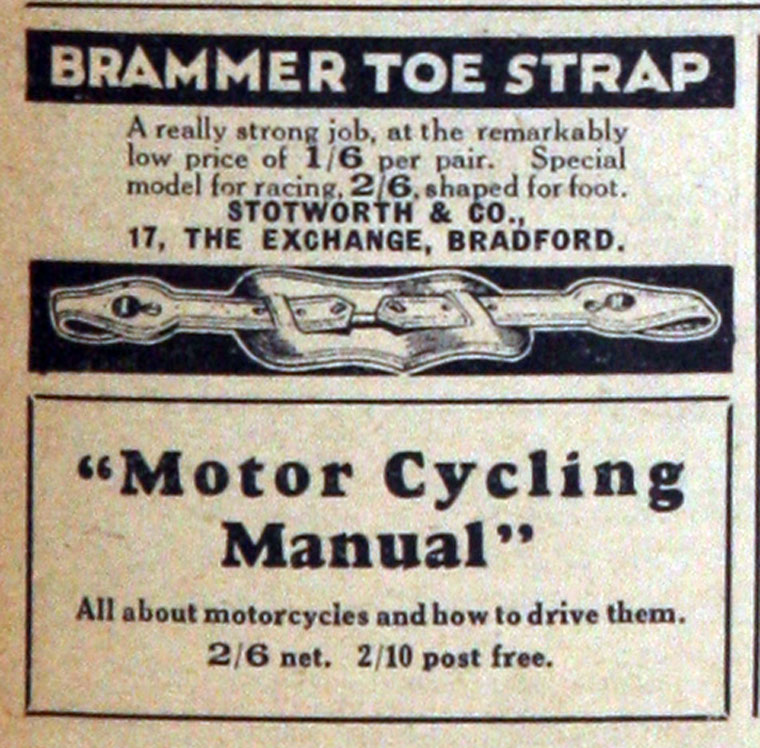 BRAMMER TOE STRAP
A really strong job, at the remarkably
low price of 1/6 per pair. Special
model for racing, 2/6, shaped for foot.
STOTWORTH & CO.,
17, THE EXCHANGE, BRADFORD.
“Motor Cycling
Manual”
All about motorcycles and how to drive them.
2/6 net. 2/10 post free.